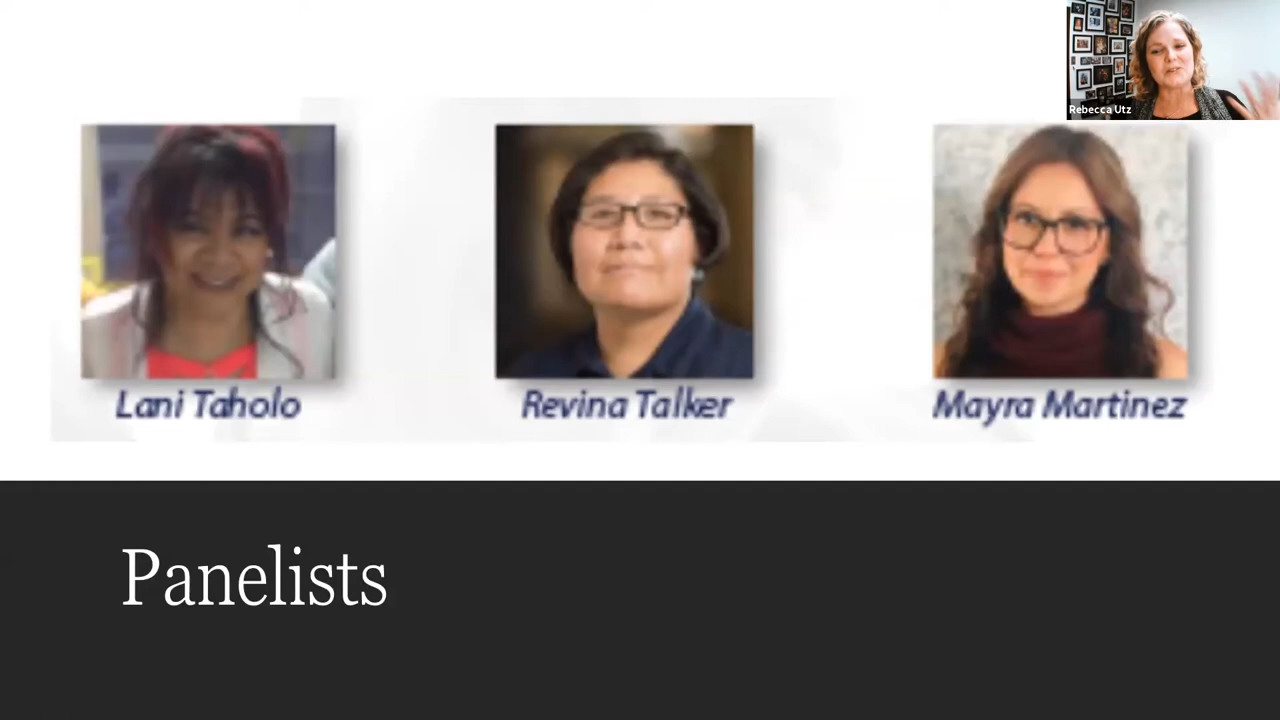 Rebecca Utz
Lani Taholo
Revina Talker
Mayra Martinez
Panelists